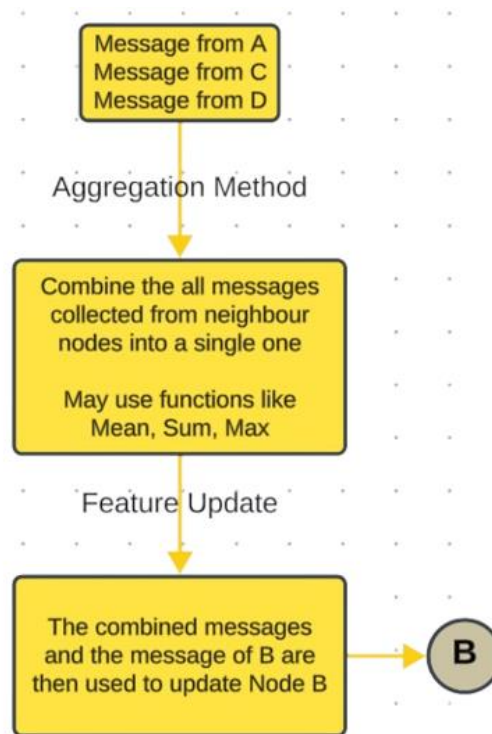 Message from A
Message from C
Message from D
Aggregation Method
Combine the all messages
collected from neighbour
nodes into a single one
May use functions like
Mean, Sum, Max
Feature Update
The combined messages
and the message of B are
then used to update Node B
B